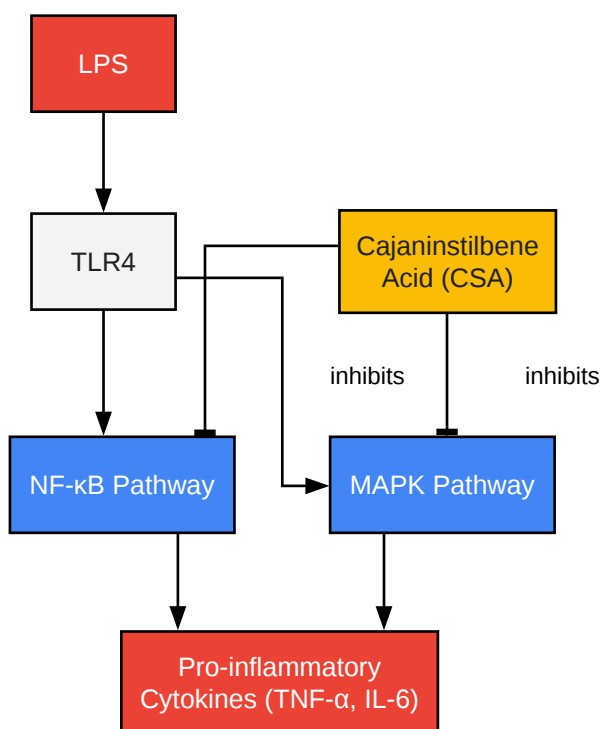 LPS
TLR4
Cajaninstilbene
Acid (CSA)
inhibits
inhibits
NF-κB Pathway
MAPK Pathway
Pro-inflammatory
Cytokines (TNF-α, IL-6)